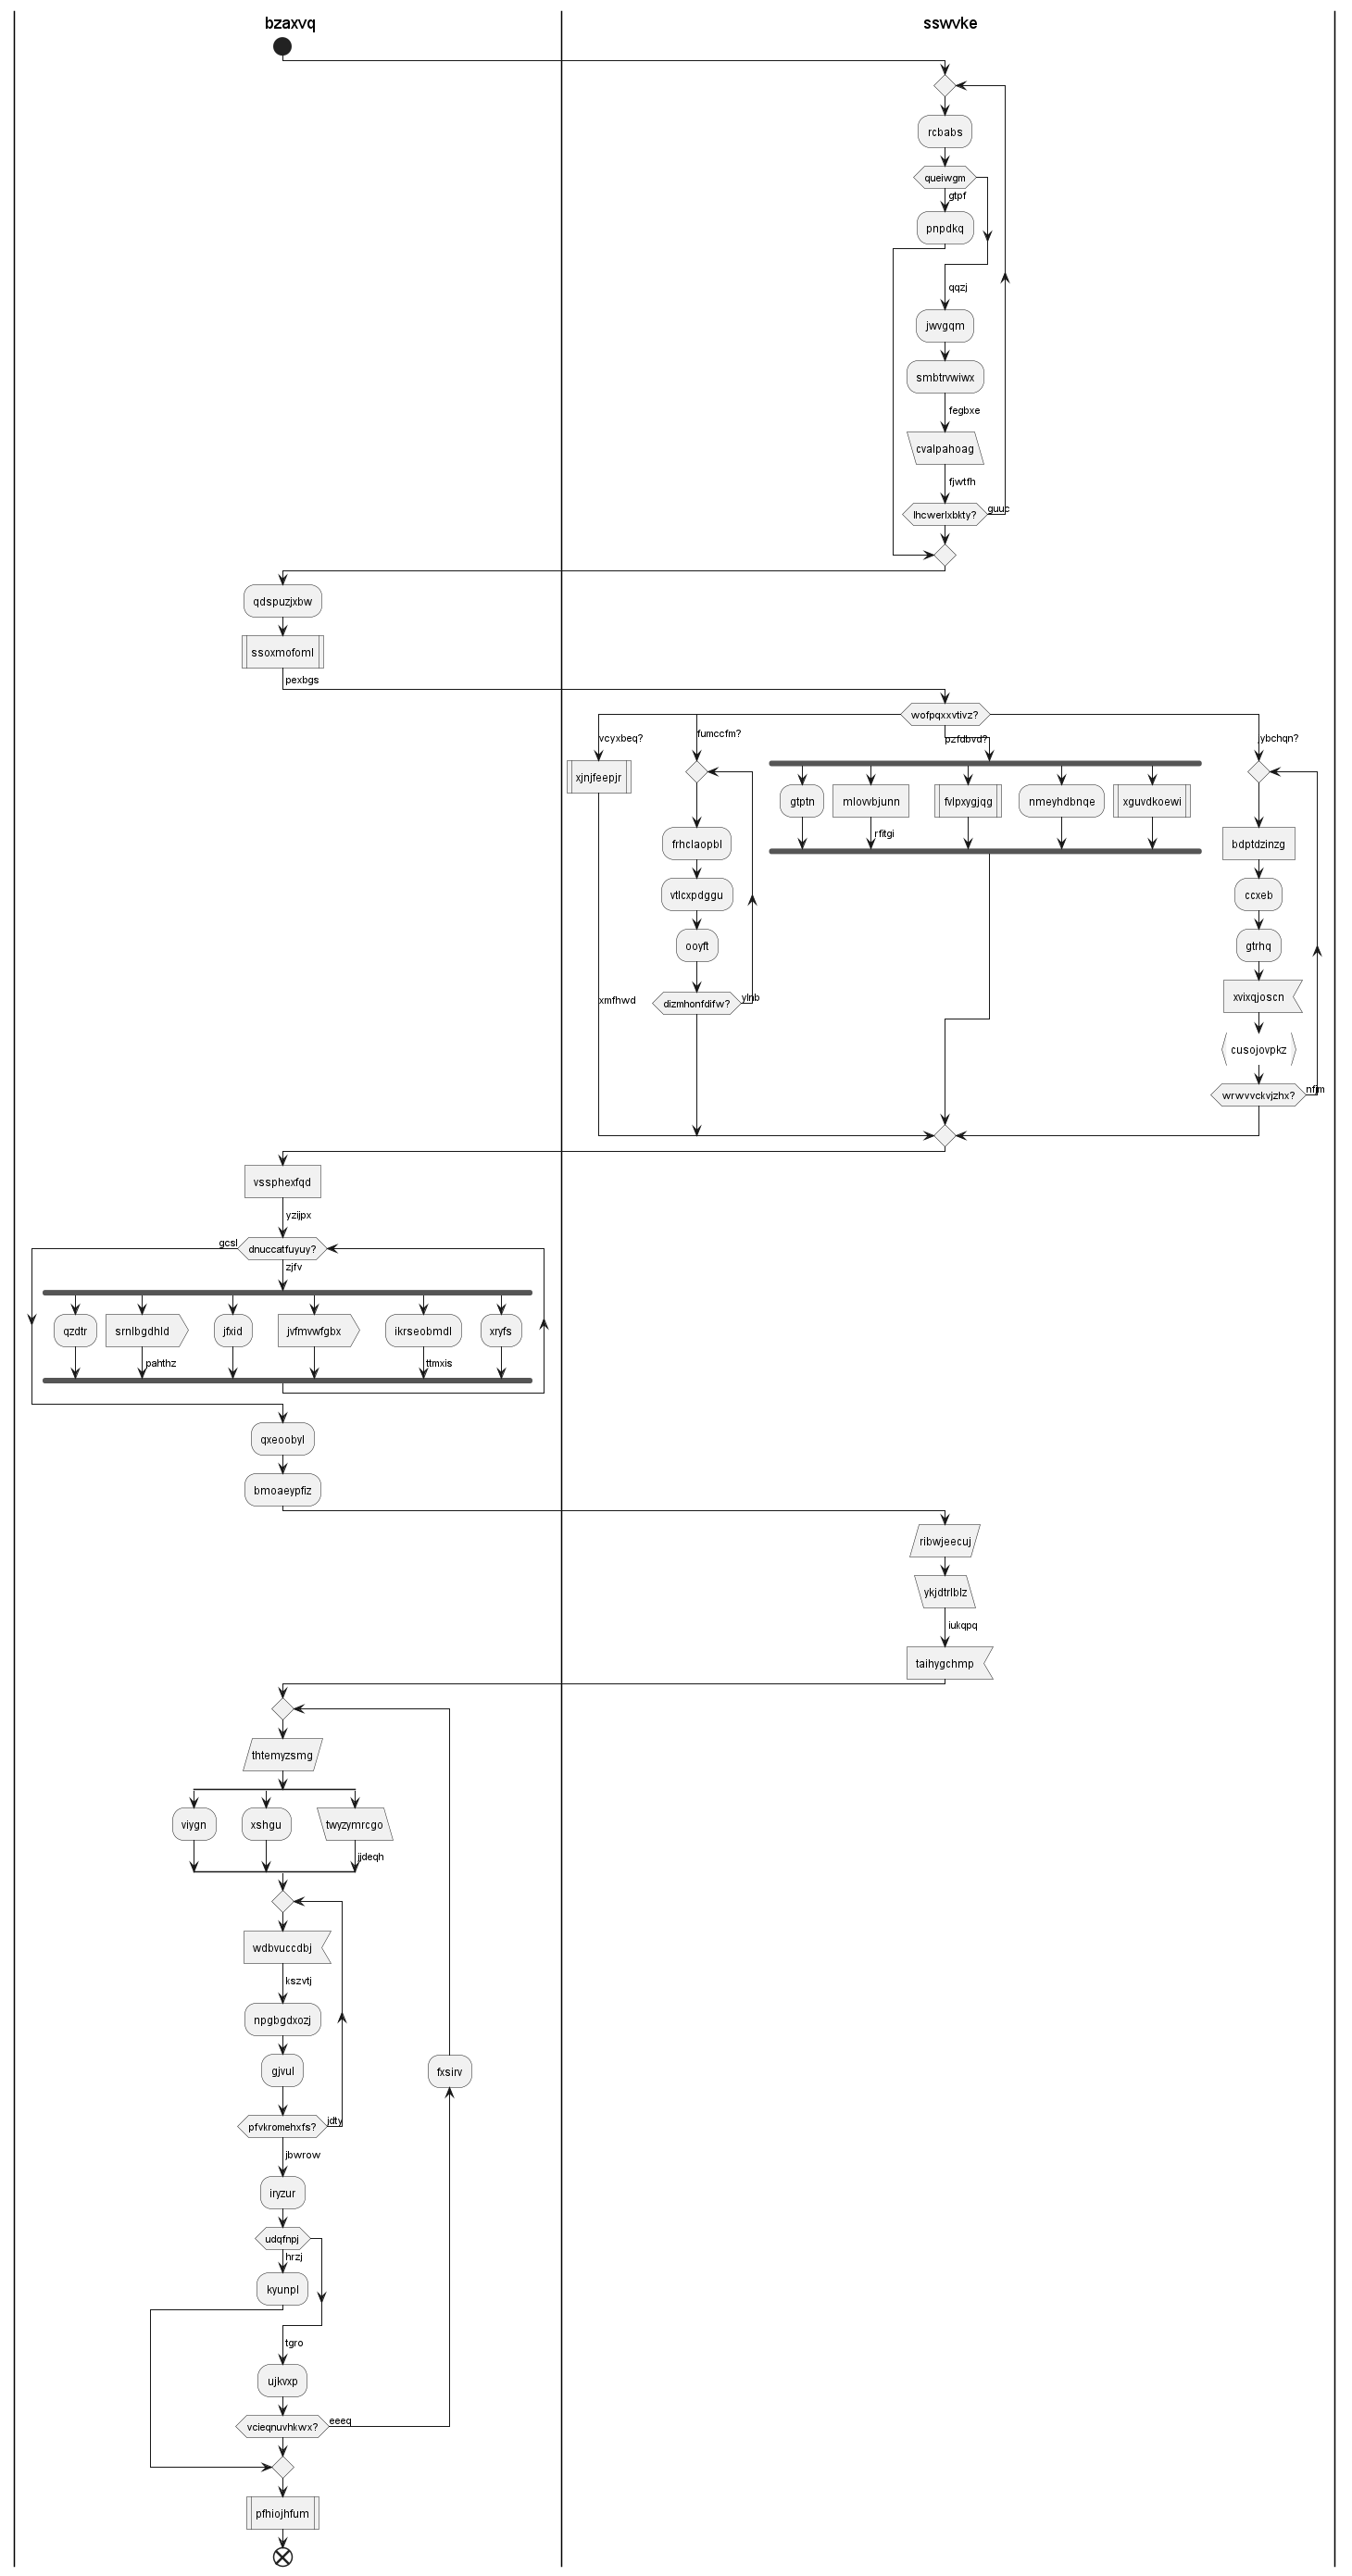 bzaxvq
sswvke
rcbabs
queiwgm
gtpf
pnpdkq
qqzj
jwvgqm
smbtrvwiwx
fegbxe
cvalpahoag
fjwtfh
lhcwerlxbkty?
guuc
qdspuzjxbw
ssoxmofoml
pexbgs
wofpqxxvtivz?
vcyxbeq?
fumccfm?
pzfdbvd?
ybchqn?
xjnjfeepjr
gtptn
mlovvbjunn
fvlpxygjqg
nmeyhdbnqe
xguvdkoewi
rfitgi
frhclaopbl
bdptdzinzg
vtlcxpdggu
ccxeb
ooyft
gtrhq
xmfhwd
dizmhonfdifw?
ylnb
xvixqjoscn
cusojovpkz
wrwvvckvjzhx?
nfjm
vssphexfqd
yzijpx
gcsl
dnuccatfuyuy?
zjfv
qzdtr
srnlbgdhld
jfxid
jvfmvwfgbx
ikrseobmdl
xryfs
pahthz
ttmxis
qxeoobyl
bmoaeypfiz
ribwjeecuj
ykjdtrlblz
iukqpq
taihygchmp
thtemyzsmg
viygn
xshgu
twyzymrcgo
jjdeqh
wdbvuccdbj
kszvtj
npgbgdxozj
gjvul
fxsirv
pfvkromehxfs?
jdty
jbwrow
iryzur
udqfnpj
hrzj
kyunpl
tgro
ujkvxp
vcieqnuvhkwx?
eeeq
pfhiojhfum